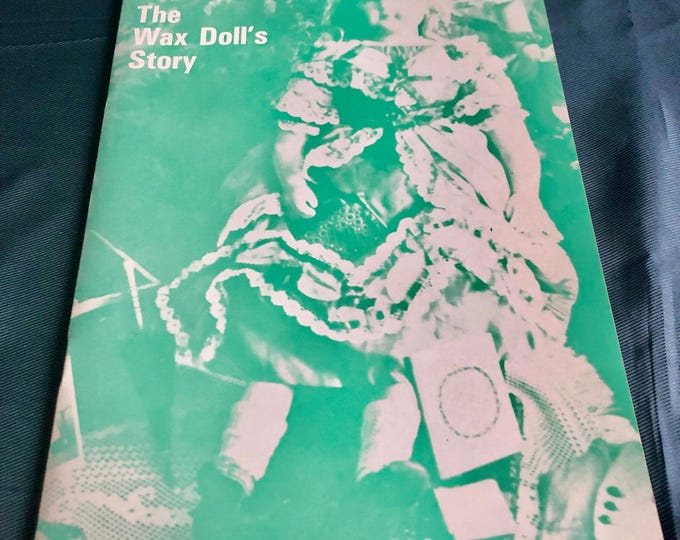 The
Wax Doll's
Story